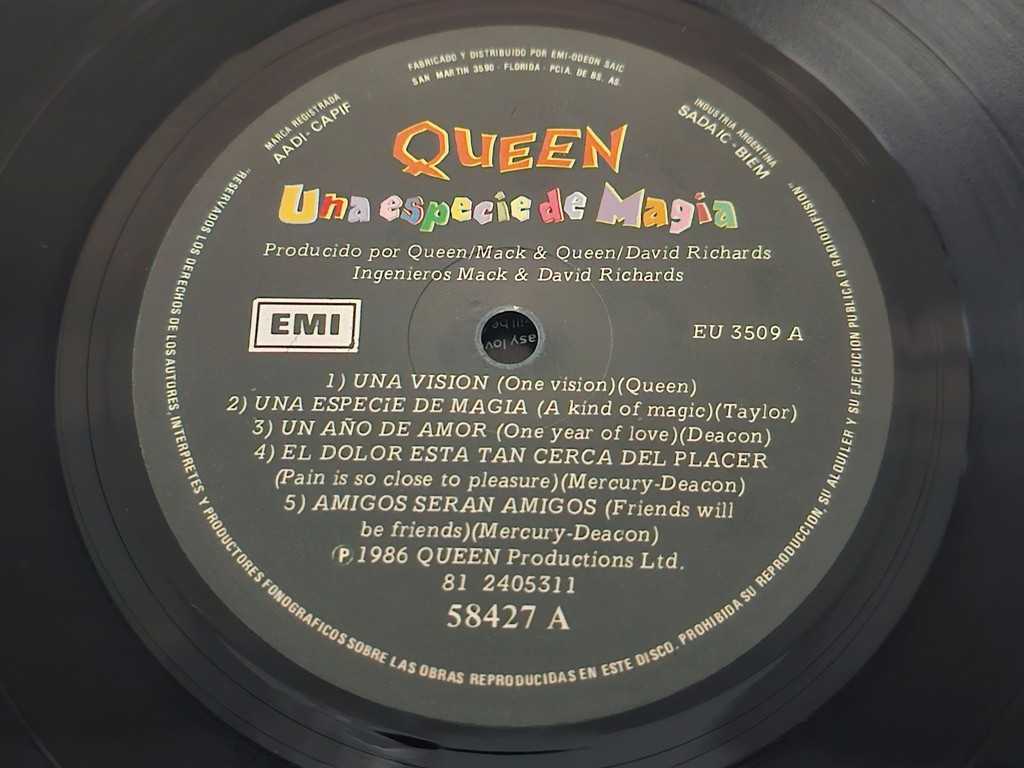 FABRICADO Y DISTRIBUIDO POR EMI-ODEON SAIC
SAN MARTIN 3590 - FLORIDA - PCIA. DE BS. AS.
MARCA REGISTRADA
AADI - CAPIF
INDUSTRIA ARGENTINA
SADAIC - BIEM
QUEEN
Una especie de Magia
Producido por Queen/Mack & Queen/David Richards
Ingenieros Mack & David Richards
EMI
EU 3509 A
asy lov
ill be
1) UNA VISION (One vision)(Queen)
2) UNA ESPECiE DE MAGIA (A kind of magic)(Taylor)
3) UN AÑO DE AMOR (One year of love)(Deacon)
4) EL DOLOR ESTA TAN CERCA DEL PLACER
(Pain is so close to pleasure)(Mercury-Deacon)
5) AMIGOS SERAN AMIGOS (Friends will
be friends)(Mercury-Deacon)
℗ 1986 QUEEN Productions Ltd.
81 2405311
58427 A
"RESERVADOS LOS DERECHOS DE LOS AUTORES, INTERPRETES Y PRODUCTORES FONOGRAFICOS SOBRE LAS OBRAS REPRODUCIDAS EN ESTE DISCO. PROHIBIDA SU REPRODUCCION, SU ALQUILER Y SU EJECUCION PUBLICA O RADIODIFUSION"